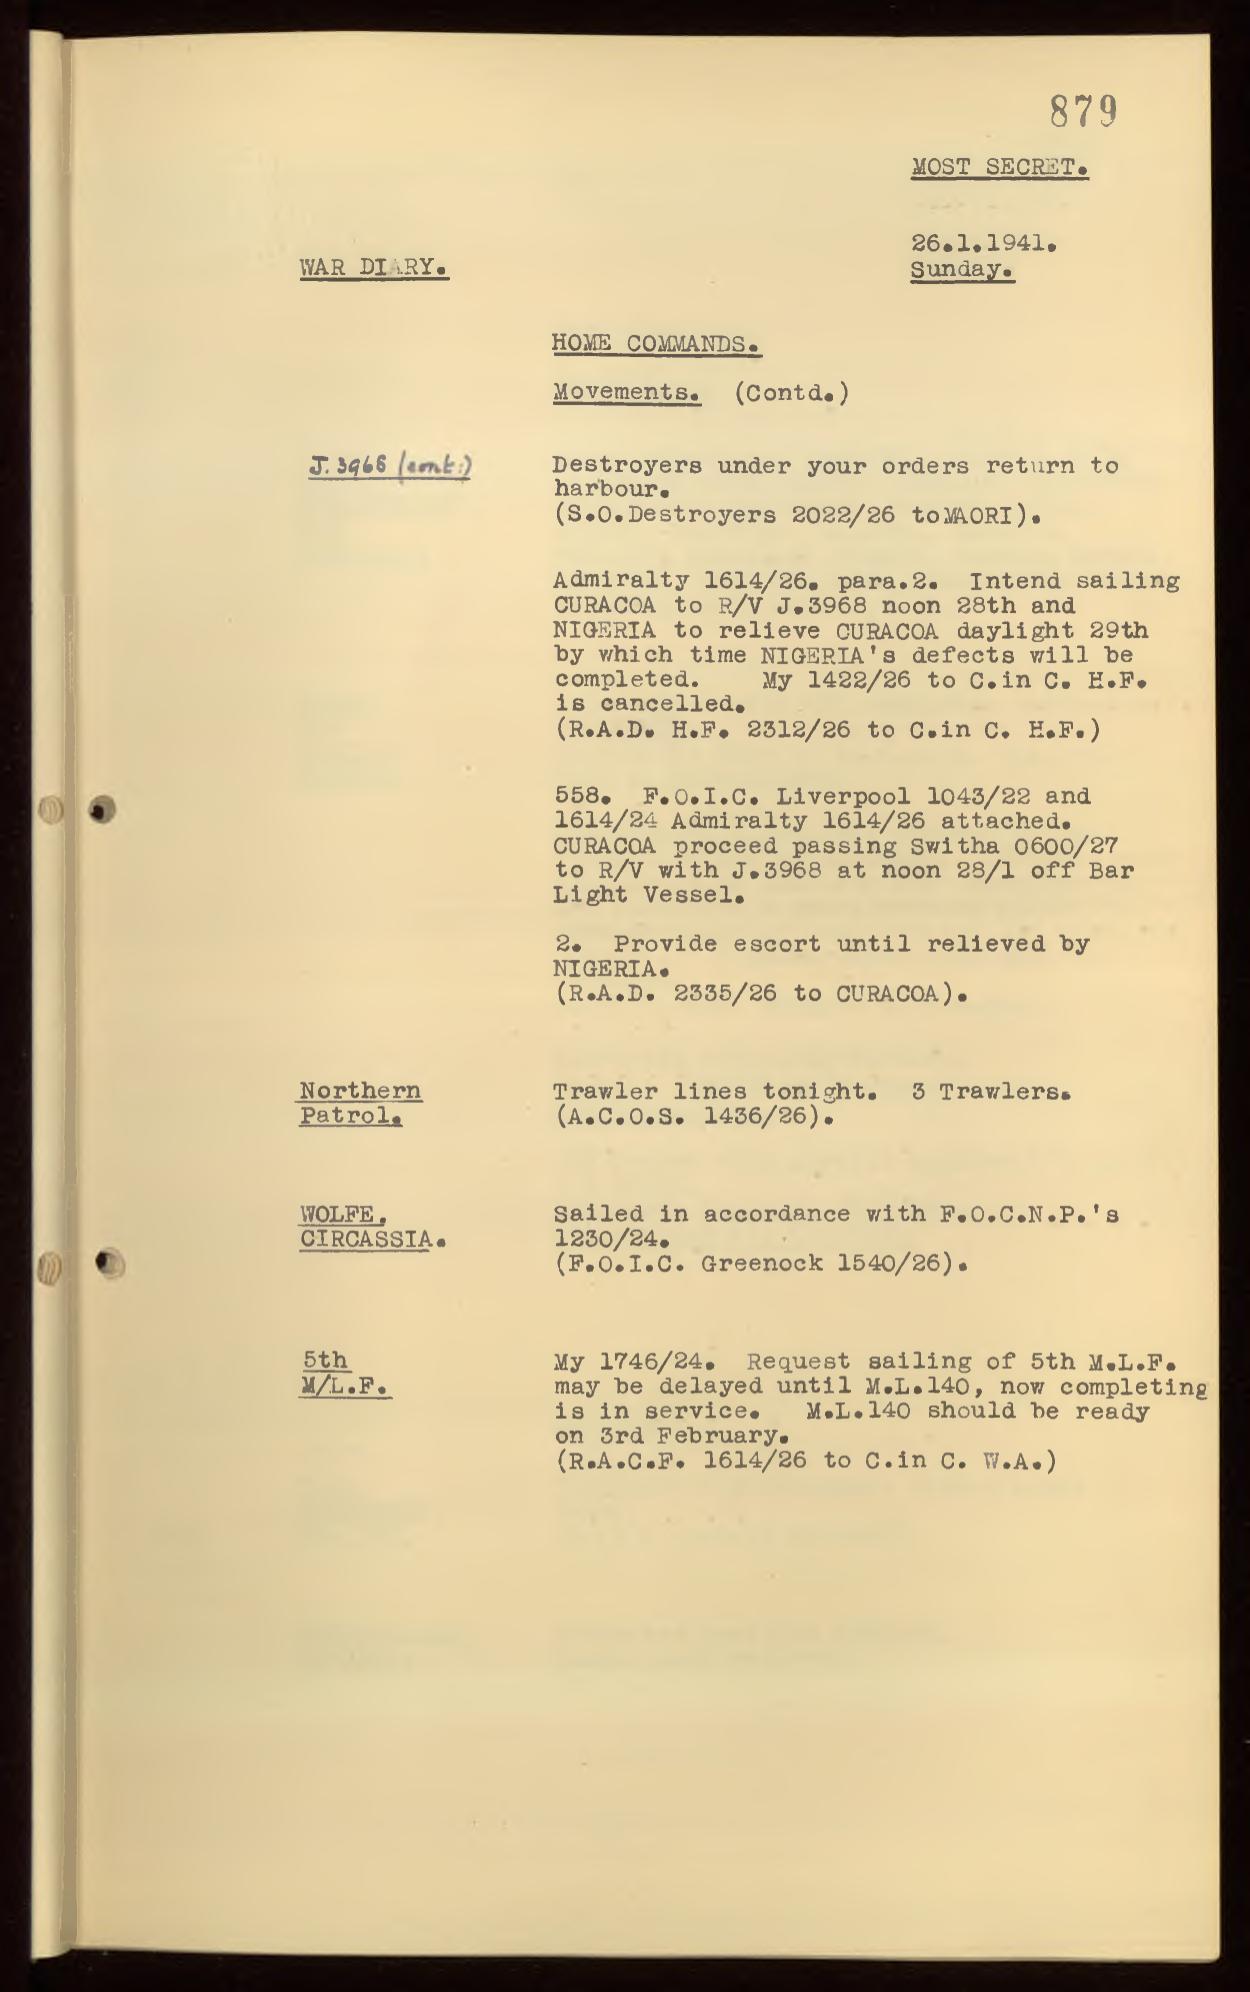 879
MOST SECRET.
26.1.1941.
Sunday.
WAR DIARY.
HOME COMMANDS.
Movements. (Contd.)
J.3968 (cont:)
Destroyers under your orders return to
harbour.
(S.O.Destroyers 2022/26 toMAORI).
Admiralty 1614/26. para.2. Intend sailing
CURACOA to R/V J.3968 noon 28th and
NIGERIA to relieve CURACOA daylight 29th
by which time NIGERIA's defects will be
completed. My 1422/26 to C.in C. H.F.
is cancelled.
(R.A.D. H.F. 2312/26 to C.in C. H.F.)
558. F.O.I.C. Liverpool 1043/22 and
1614/24 Admiralty 1614/26 attached.
CURACOA proceed passing Switha 0600/27
to R/V with J.3968 at noon 28/1 off Bar
Light Vessel.
2. Provide escort until relieved by
NIGERIA.
(R.A.D. 2335/26 to CURACOA).
Northern
Patrol.
Trawler lines tonight. 3 Trawlers.
(A.C.O.S. 1436/26).
WOLFE.
CIRCASSIA.
Sailed in accordance with F.O.C.N.P.'s
1230/24.
(F.O.I.C. Greenock 1540/26).
5th
M/L.F.
My 1746/24. Request sailing of 5th M.L.F.
may be delayed until M.L.140, now completing
is in service. M.L.140 should be ready
on 3rd February.
(R.A.C.F. 1614/26 to C.in C. W.A.)